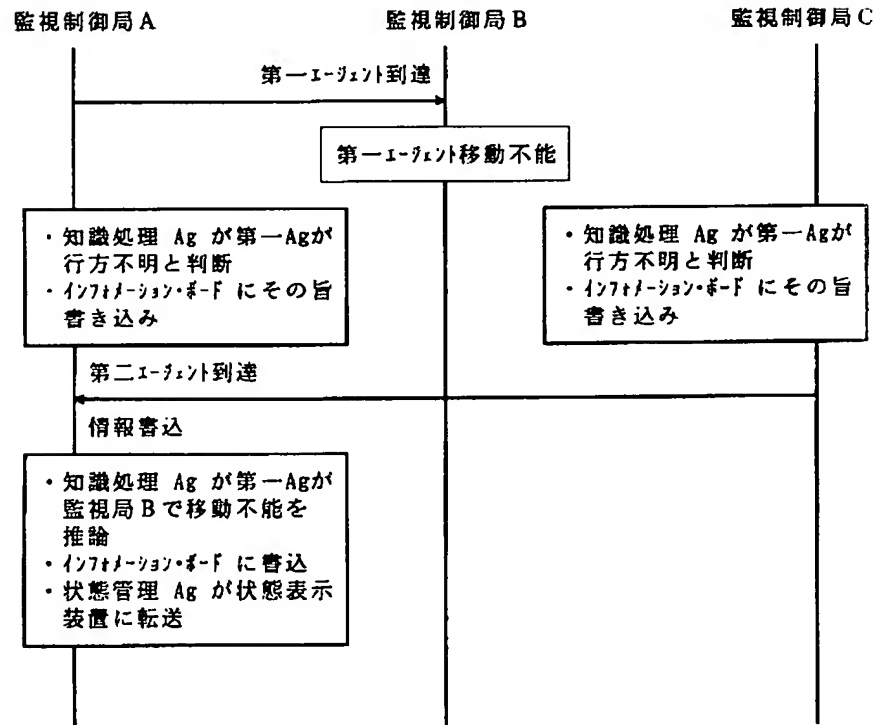 監視制御局A
監視制御局B
監視制御局C
第一ｴｰｼﾞｪﾝﾄ到達
第一ｴｰｼﾞｪﾝﾄ移動不能
・知識処理 Ag が第一Agが
行方不明と判断
・ｲﾝﾌｫﾒｰｼｮﾝ・ﾎﾞｰﾄﾞ にその旨
書き込み
・知識処理 Ag が第一Agが
行方不明と判断
・ｲﾝﾌｫﾒｰｼｮﾝ・ﾎﾞｰﾄﾞ にその旨
書き込み
第二ｴｰｼﾞｪﾝﾄ到達
情報書込
・知識処理 Ag が第一Agが
監視局Bで移動不能を
推論
・ｲﾝﾌｫﾒｰｼｮﾝ・ﾎﾞｰﾄﾞ に書込
・状態管理 Ag が状態表示
装置に転送